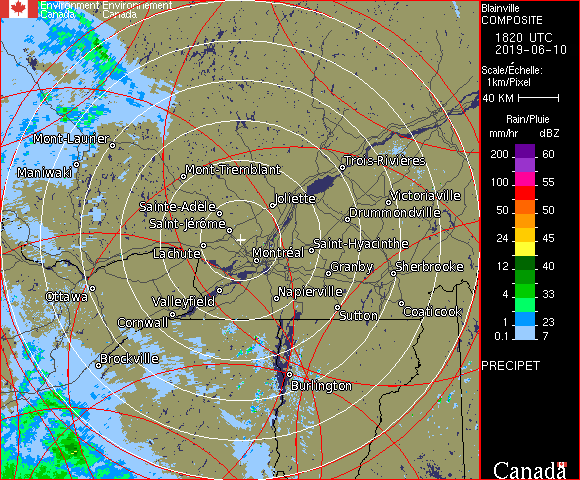 Environment Environnement
Canada Canada
Mont-Laurier
Maniwaki
Mont-Tremblant
Trois-Rivières
Sainte-Adèle
Joliette
Victoriaville
Saint-Jérôme
Drummondville
Lachute
Montréal
Saint-Hyacinthe
Granby
Sherbrooke
Ottawa
Valleyfield
Napierville
Cornwall
Sutton
Coaticook
Brockville
Burlington
Blainville
COMPOSITE
1820 UTC
2019-06-10
Scale/Échelle:
1km/Pixel
40 KM
Rain/Pluie
mm/hr dBZ
200 60
100 55
50 50
24 45
12 40
4 33
1 23
0.1 7
PRECIPET
Canada